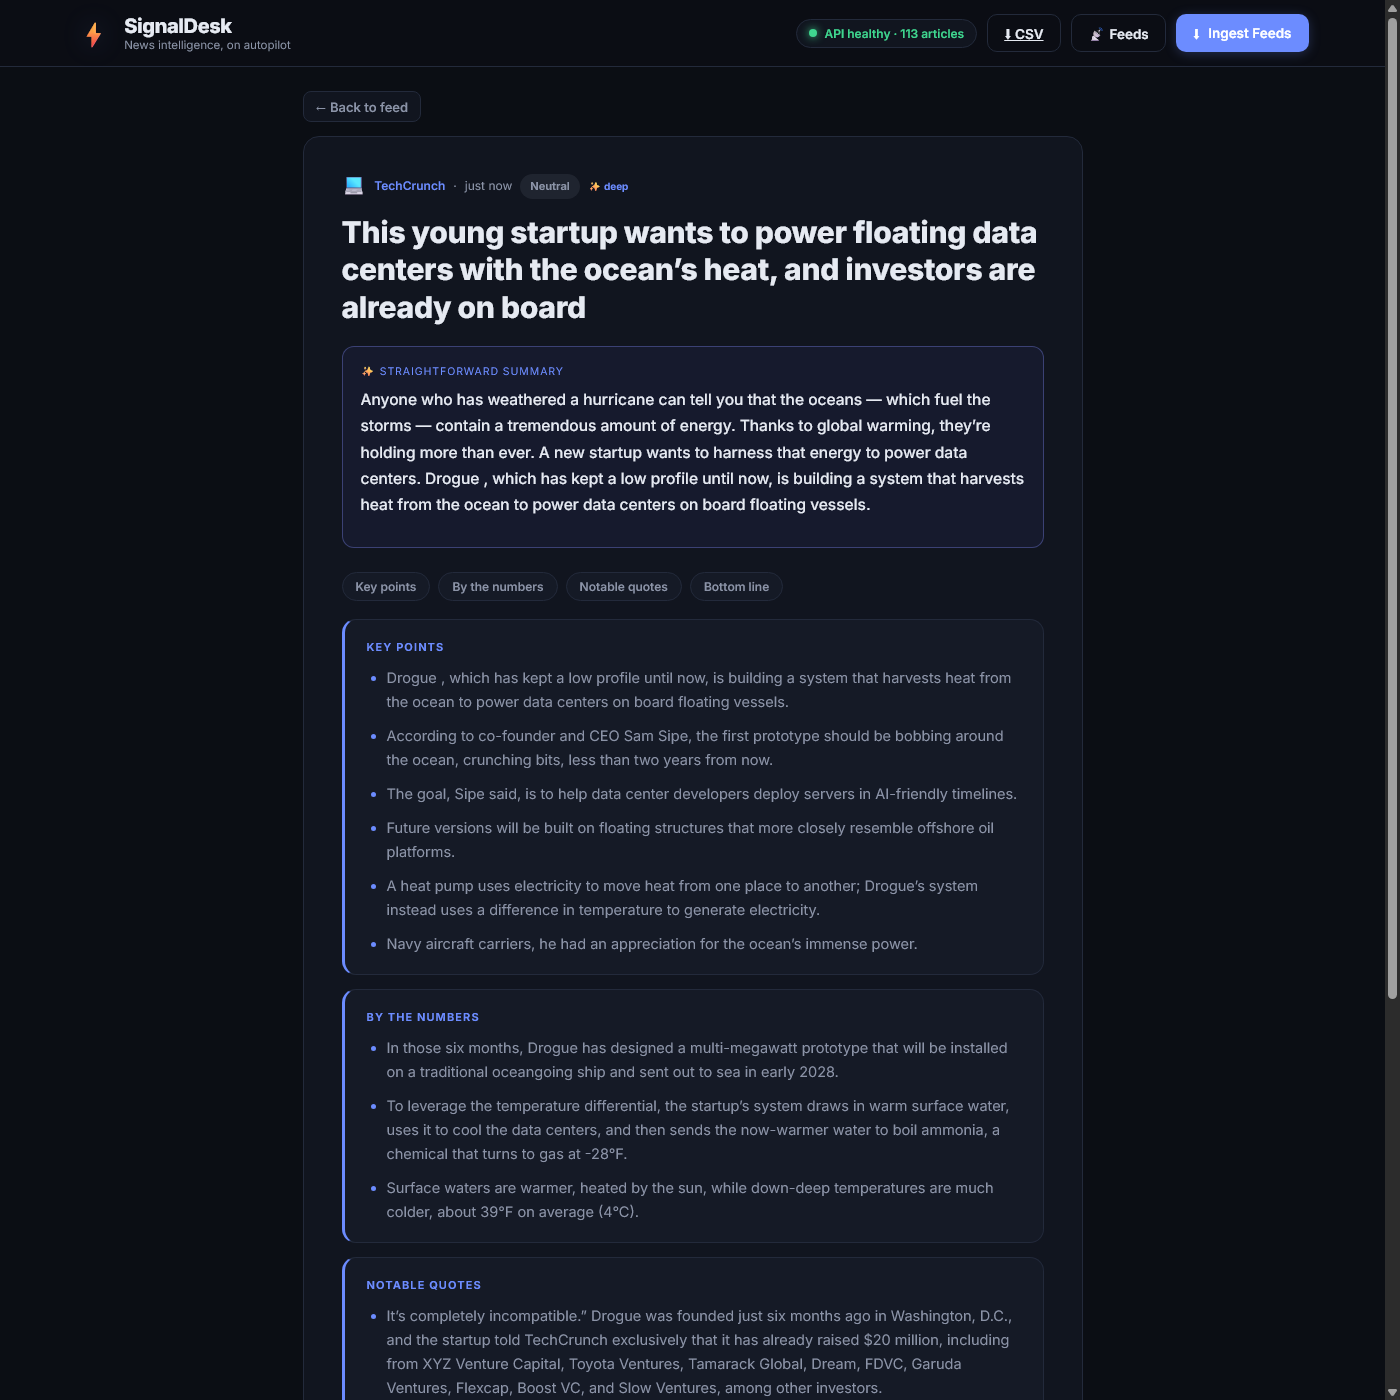 SignalDesk
News intelligence, on autopilot
API healthy · 113 articles
⬇ CSV
Feeds
⬇ Ingest Feeds
← Back to feed
TechCrunch · just now Neutral ✨ deep
This young startup wants to power floating data
centers with the ocean’s heat, and investors are
already on board
✨ STRAIGHTFORWARD SUMMARY
Anyone who has weathered a hurricane can tell you that the oceans — which fuel the
storms — contain a tremendous amount of energy. Thanks to global warming, they’re
holding more than ever. A new startup wants to harness that energy to power data
centers. Drogue , which has kept a low profile until now, is building a system that harvests
heat from the ocean to power data centers on board floating vessels.
Key points
By the numbers
Notable quotes
Bottom line
KEY POINTS
• Drogue , which has kept a low profile until now, is building a system that harvests heat from
the ocean to power data centers on board floating vessels.
• According to co-founder and CEO Sam Sipe, the first prototype should be bobbing around
the ocean, crunching bits, less than two years from now.
• The goal, Sipe said, is to help data center developers deploy servers in AI-friendly timelines.
• Future versions will be built on floating structures that more closely resemble offshore oil
platforms.
• A heat pump uses electricity to move heat from one place to another; Drogue’s system
instead uses a difference in temperature to generate electricity.
• Navy aircraft carriers, he had an appreciation for the ocean’s immense power.
BY THE NUMBERS
• In those six months, Drogue has designed a multi-megawatt prototype that will be installed
on a traditional oceangoing ship and sent out to sea in early 2028.
• To leverage the temperature differential, the startup’s system draws in warm surface water,
uses it to cool the data centers, and then sends the now-warmer water to boil ammonia, a
chemical that turns to gas at -28°F.
• Surface waters are warmer, heated by the sun, while down-deep temperatures are much
colder, about 39°F on average (4°C).
NOTABLE QUOTES
• It’s completely incompatible.” Drogue was founded just six months ago in Washington, D.C.,
and the startup told TechCrunch exclusively that it has already raised $20 million, including
from XYZ Venture Capital, Toyota Ventures, Tamarack Global, Dream, FDVC, Garuda
Ventures, Flexcap, Boost VC, and Slow Ventures, among other investors.